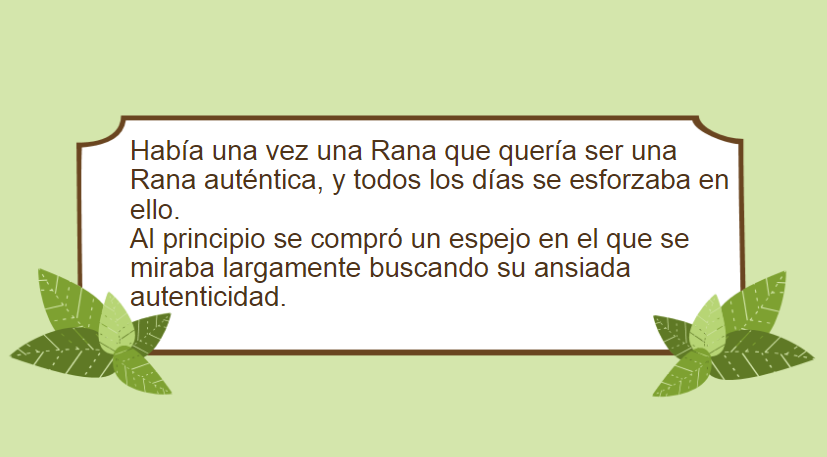 Había una vez una Rana que quería ser una
Rana auténtica, y todos los días se esforzaba en
ello.
Al principio se compró un espejo en el que se
miraba largamente buscando su ansiada
autenticidad.